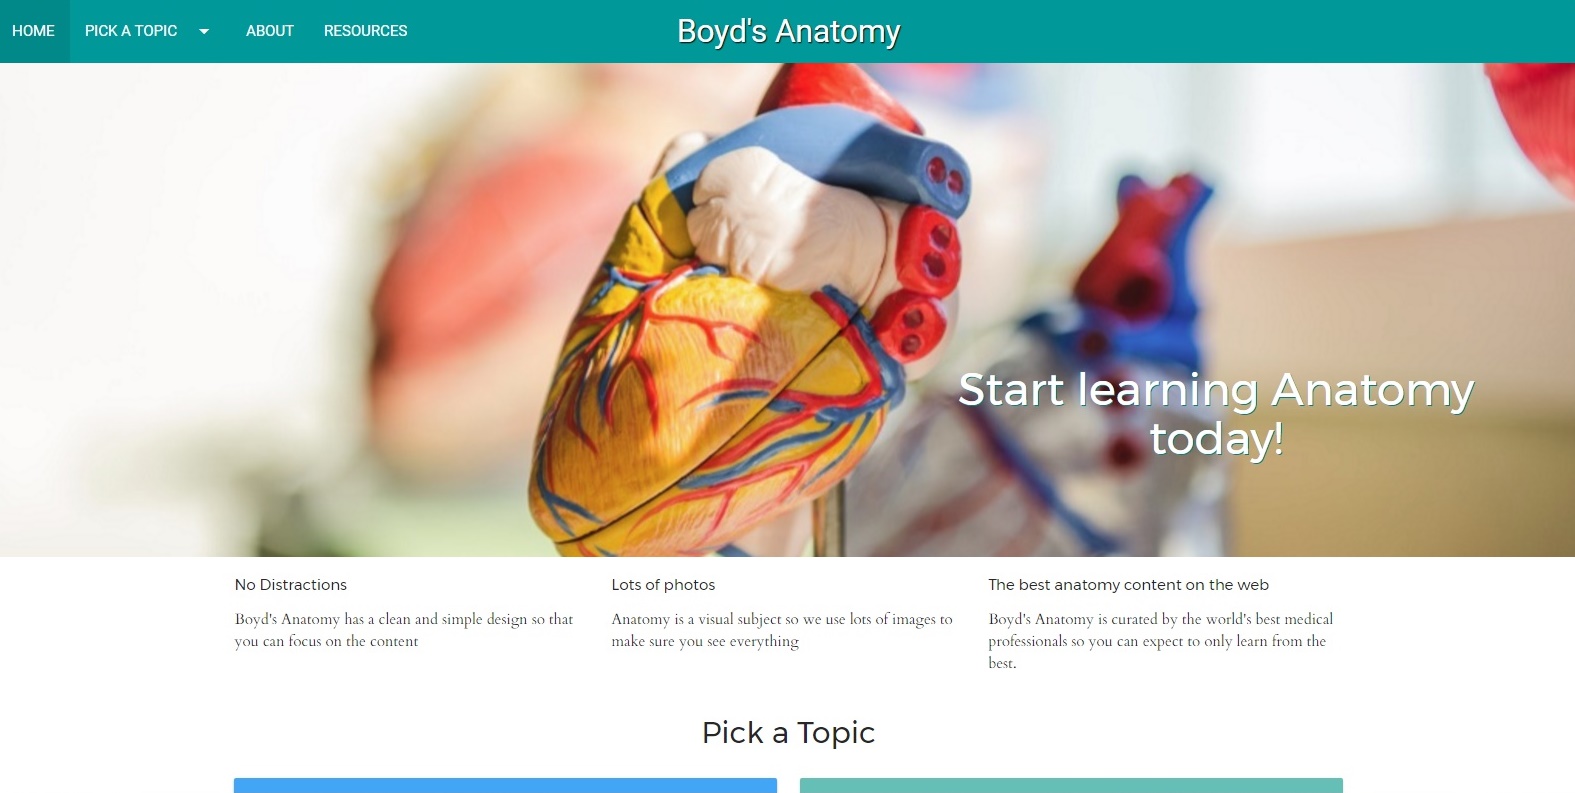 HOME PICK A TOPIC ABOUT RESOURCES Boyd's Anatomy
Start learning Anatomy
today!
No Distractions
Boyd's Anatomy has a clean and simple design so that
you can focus on the content
Lots of photos
Anatomy is a visual subject so we use lots of images to
make sure you see everything
The best anatomy content on the web
Boyd's Anatomy is curated by the world's best medical
professionals so you can expect to only learn from the
best.
Pick a Topic